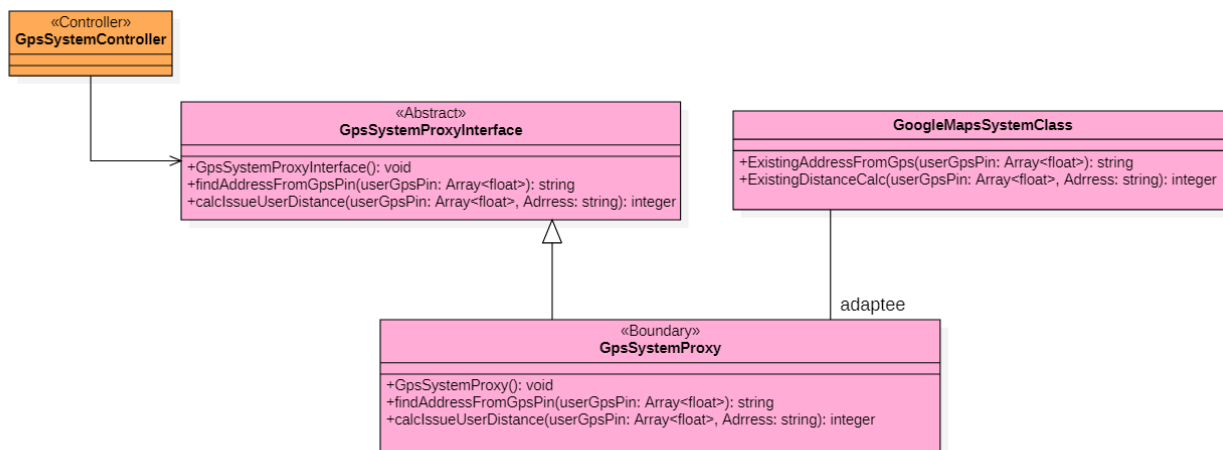 «Controller»
GpsSystemController
«Abstract»
GpsSystemProxyInterface
+GpsSystemProxyInterface(): void
+findAddressFromGpsPin(userGpsPin: Array<float>): string
+calcIssueUserDistance(userGpsPin: Array<float>, Adrress: string): integer
GoogleMapsSystemClass
+ExistingAddressFromGps(userGpsPin: Array<float>): string
+ExistingDistanceCalc(userGpsPin: Array<float>, Adrress: string): integer
adaptee
«Boundary»
GpsSystemProxy
+GpsSystemProxy(): void
+findAddressFromGpsPin(userGpsPin: Array<float>): string
+calcIssueUserDistance(userGpsPin: Array<float>, Adrress: string): integer